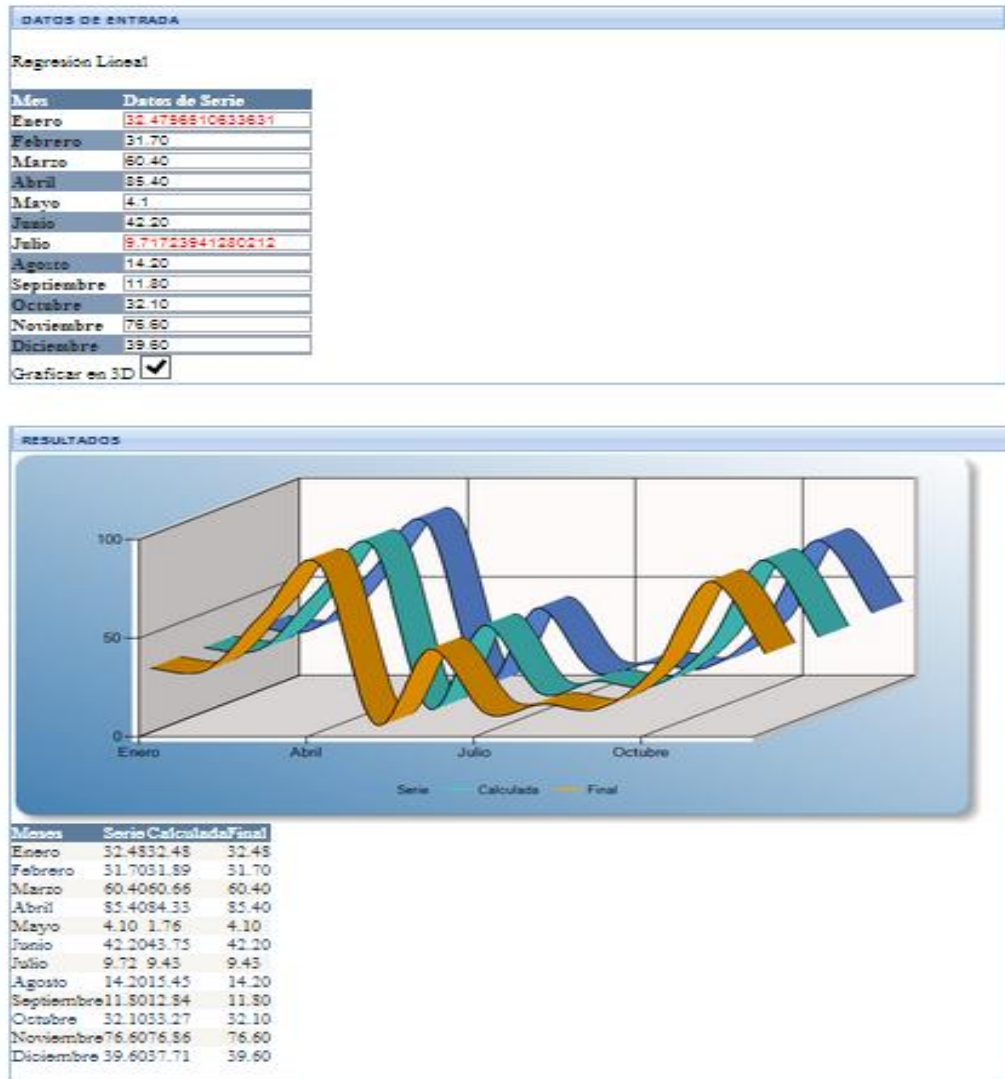 DATOS DE ENTRADA
Regresión Lineal
Mes Datos de Serie
Enero 32.4756510633631
Febrero 31.70
Marzo 60.40
Abril 85.40
Mayo 4.1
Junio 42.20
Julio 9.71723941280212
Agosto 14.20
Septiembre 11.80
Octubre 32.10
Noviembre 76.60
Diciembre 39.60
Graficar en 3D
RESULTADOS
100
50
0
Enero Abril Julio Octubre
Serie Calculada Final
Meses Serie Calculada Final
Enero 32.48 32.48 32.48
Febrero 31.70 31.89 31.70
Marzo 60.40 60.66 60.40
Abril 85.40 84.33 85.40
Mayo 4.10 1.76 4.10
Junio 42.20 43.75 42.20
Julio 9.72 9.43 9.43
Agosto 14.20 15.45 14.20
Septiembre 11.80 12.84 11.80
Octubre 32.10 33.27 32.10
Noviembre 76.60 76.86 76.60
Diciembre 39.60 37.71 39.60